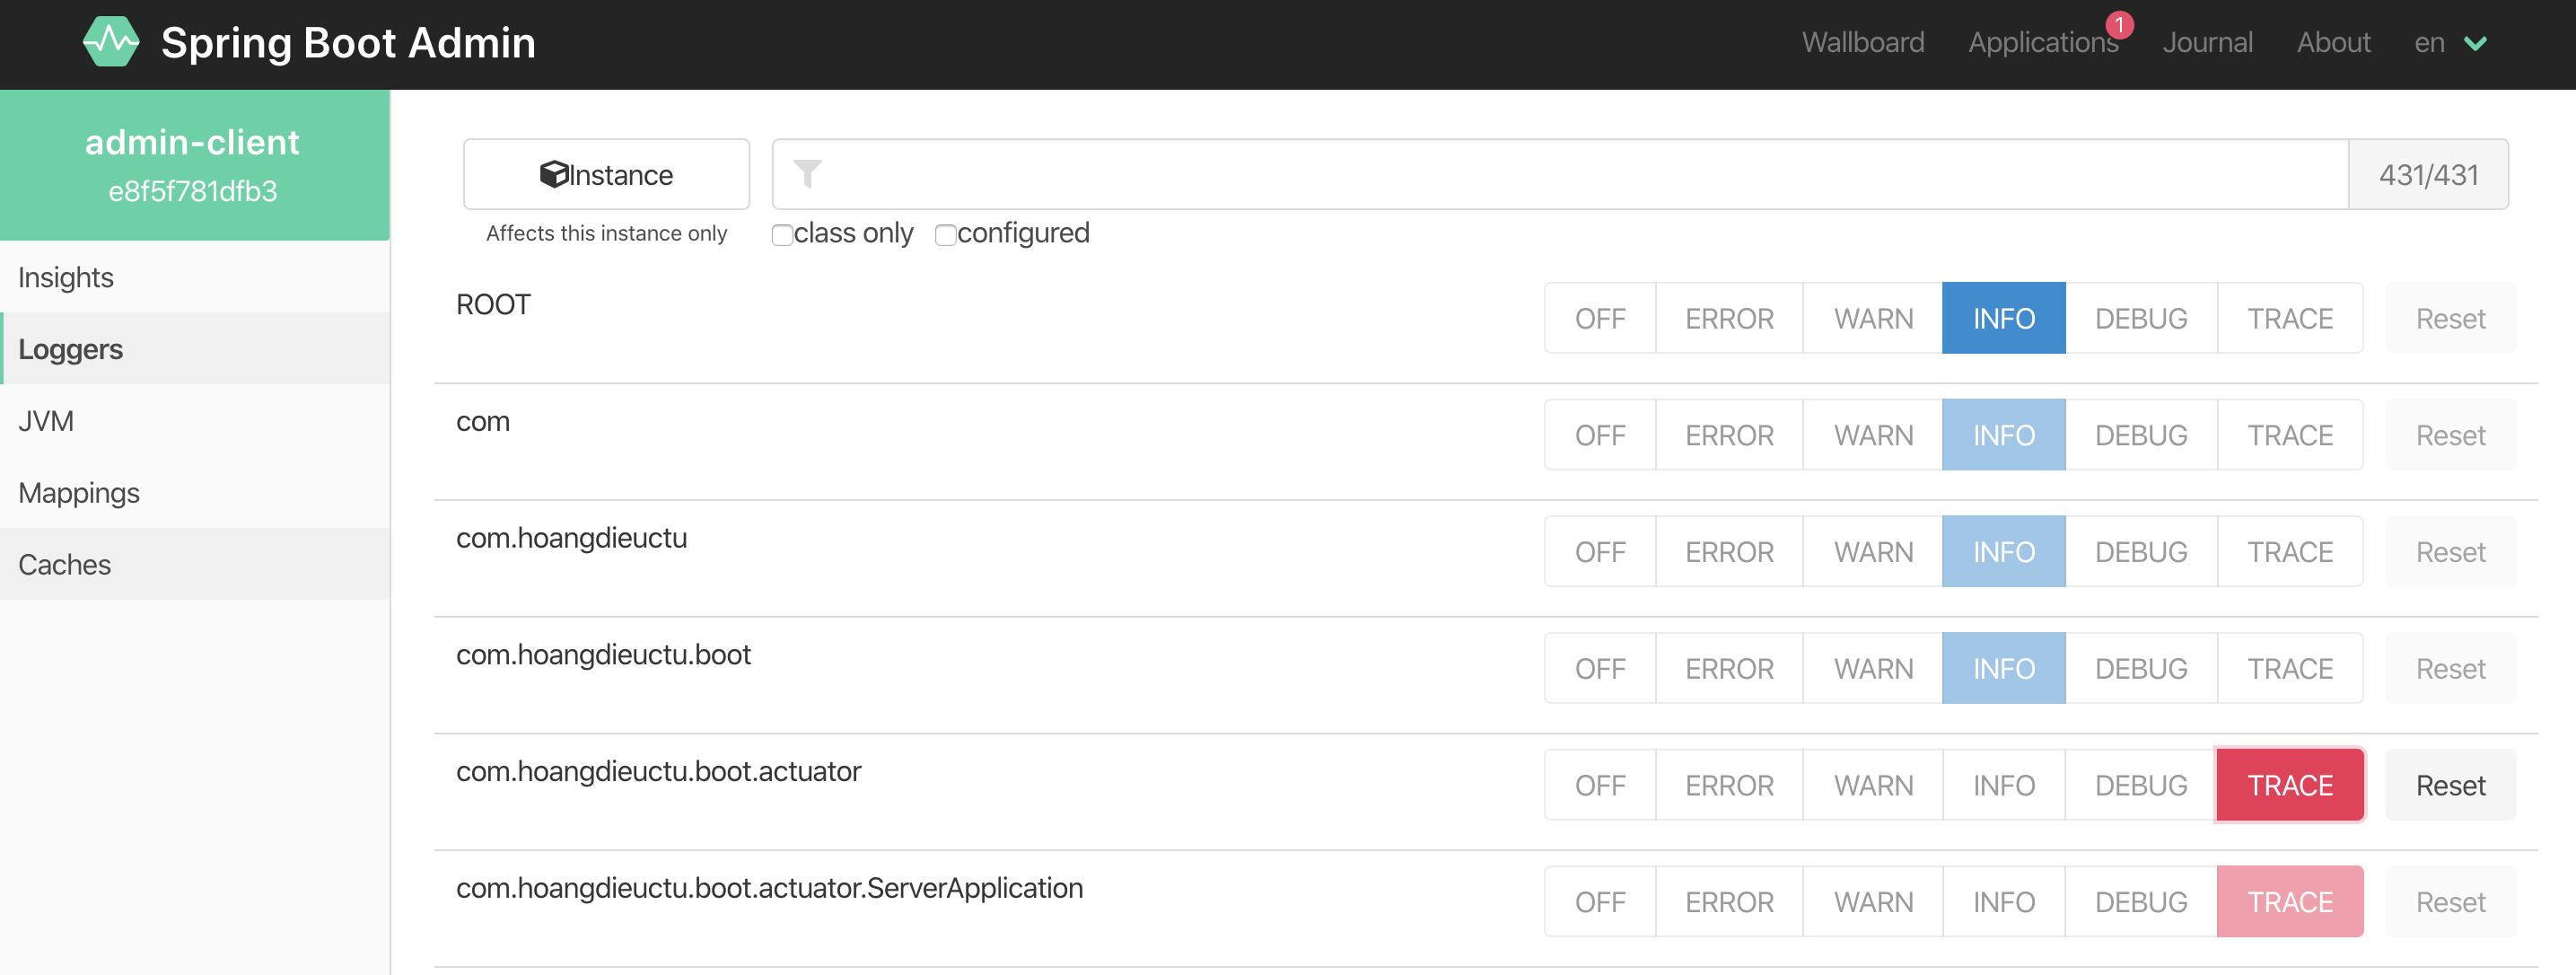 Spring Boot Admin
Wallboard Applications 1 Journal About en
admin-client
e8f5f781dfb3
Insights
Loggers
JVM
Mappings
Caches
Instance
431/431
Affects this instance only
class only configured
ROOT OFF ERROR WARN INFO DEBUG TRACE Reset
com OFF ERROR WARN INFO DEBUG TRACE Reset
com.hoangdieuctu OFF ERROR WARN INFO DEBUG TRACE Reset
com.hoangdieuctu.boot OFF ERROR WARN INFO DEBUG TRACE Reset
com.hoangdieuctu.boot.actuator OFF ERROR WARN INFO DEBUG TRACE Reset
com.hoangdieuctu.boot.actuator.ServerApplication OFF ERROR WARN INFO DEBUG TRACE Reset